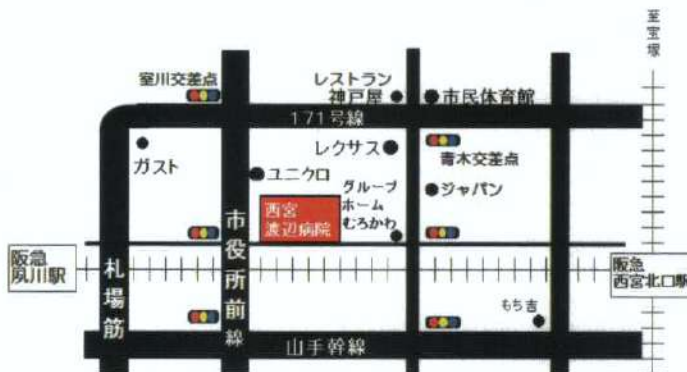 至宝塚
室川交差点
レストラン
神戸屋
市民体育館
171号線
ガスト
レクサス
青木交差点
ユニクロ
ジャパン
グループ
ホーム
むろかわ
西宮
渡辺病院
市役所前線
札場筋
阪急
夙川駅
阪急
西宮北口駅
もち吉
山手幹線